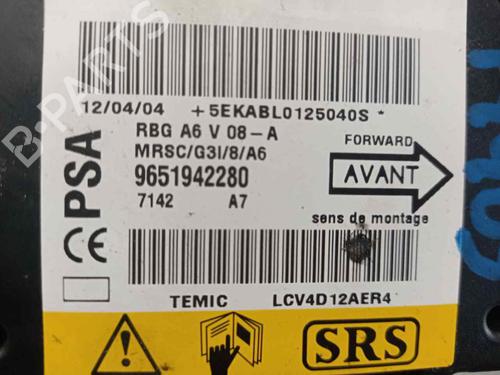 B-PARTS
12/04/04 +5EKABL0125040S *
PSA
RBG A6 V 08-A
MRSC/G3I/8/A6
9651942280
7142 A7
FORWARD
AVANT
sens de montage
CE
TEMIC LCV4D12AER4
SRS